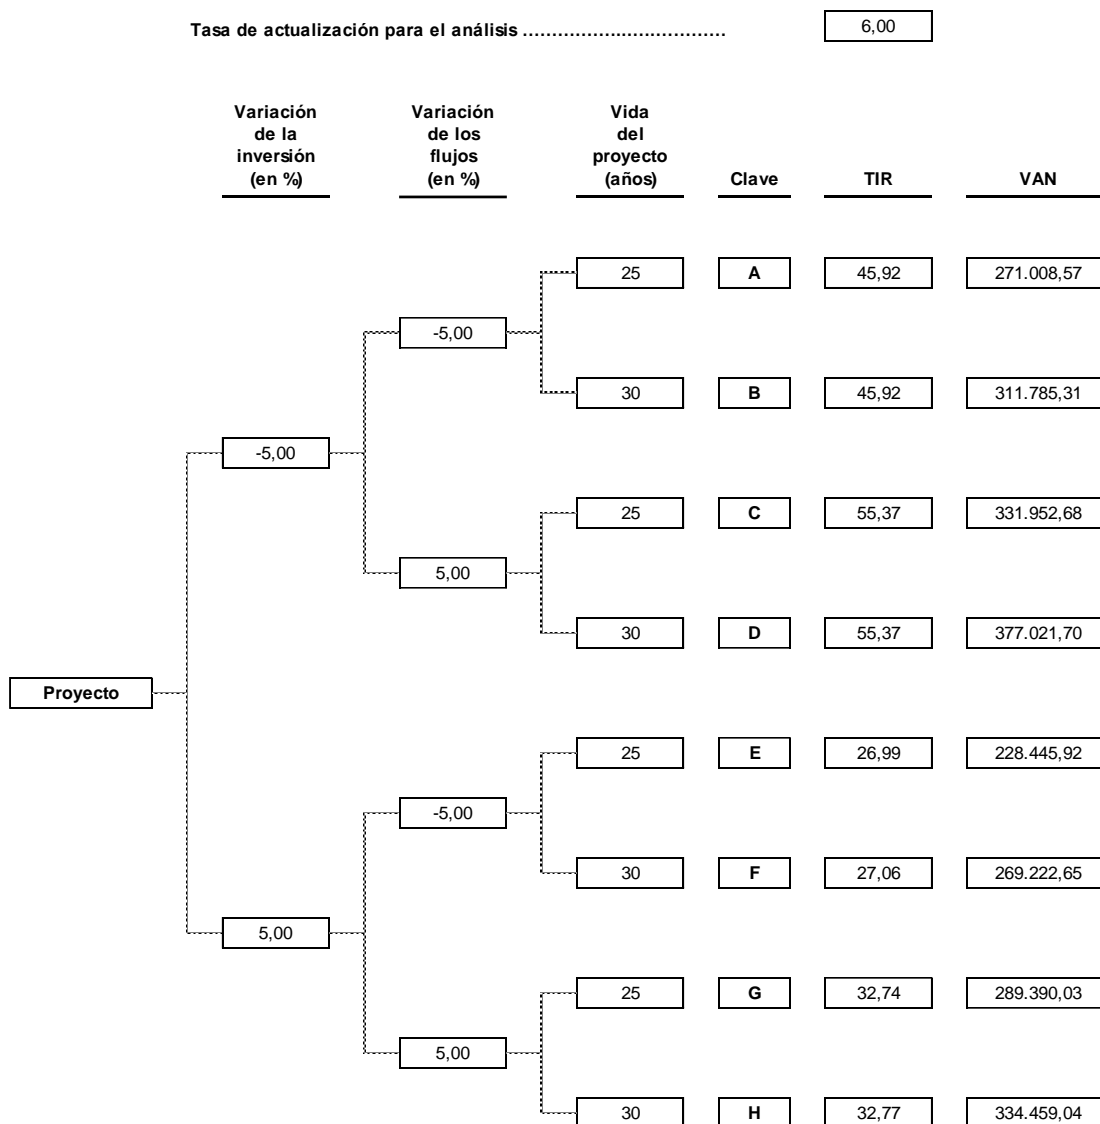 Tasa de actualización para el análisis ……………..….……………
6,00
Variación
de la
inversión
(en %)
Variación
de los
flujos
(en %)
Vida
del
proyecto
(años)
Clave
TIR
VAN
25 A 45,92 271.008,57
-5,00
30 B 45,92 311.785,31
-5,00
25 C 55,37 331.952,68
5,00
30 D 55,37 377.021,70
Proyecto
25 E 26,99 228.445,92
-5,00
30 F 27,06 269.222,65
5,00
25 G 32,74 289.390,03
5,00
30 H 32,77 334.459,04